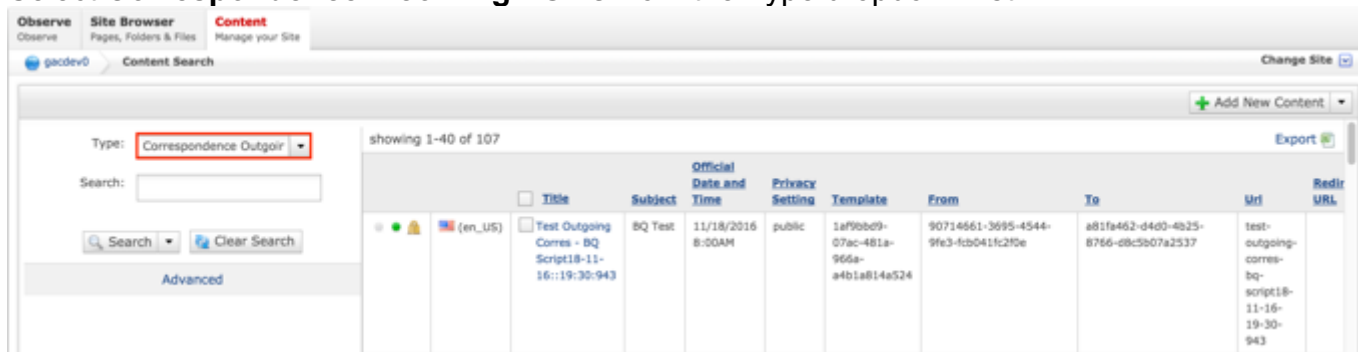 Observe Site Browser Content
Observe Pages, Folders & Files Manage your Site
gacdev0 Content Search Change Site
Add New Content
Type: Correspondence Outgoir showing 1-40 of 107 Export
Search:
Title Subject Official Date and Time Privacy Setting Template From To Url Redir URL
Search Clear Search
Advanced
(en_US) Test Outgoing Corres - BQ Script18-11-16::19:30:943 BQ Test 11/18/2016 8:00AM public 1af9bbd9-07ac-481a-966a-a4b1a814a524 90714661-3695-4544-9fe3-fcb041fc2f0e a81fa462-d4d0-4b25-8766-d8c5b07a2537 test-outgoing-corres-bq-script18-11-16-19-30-943